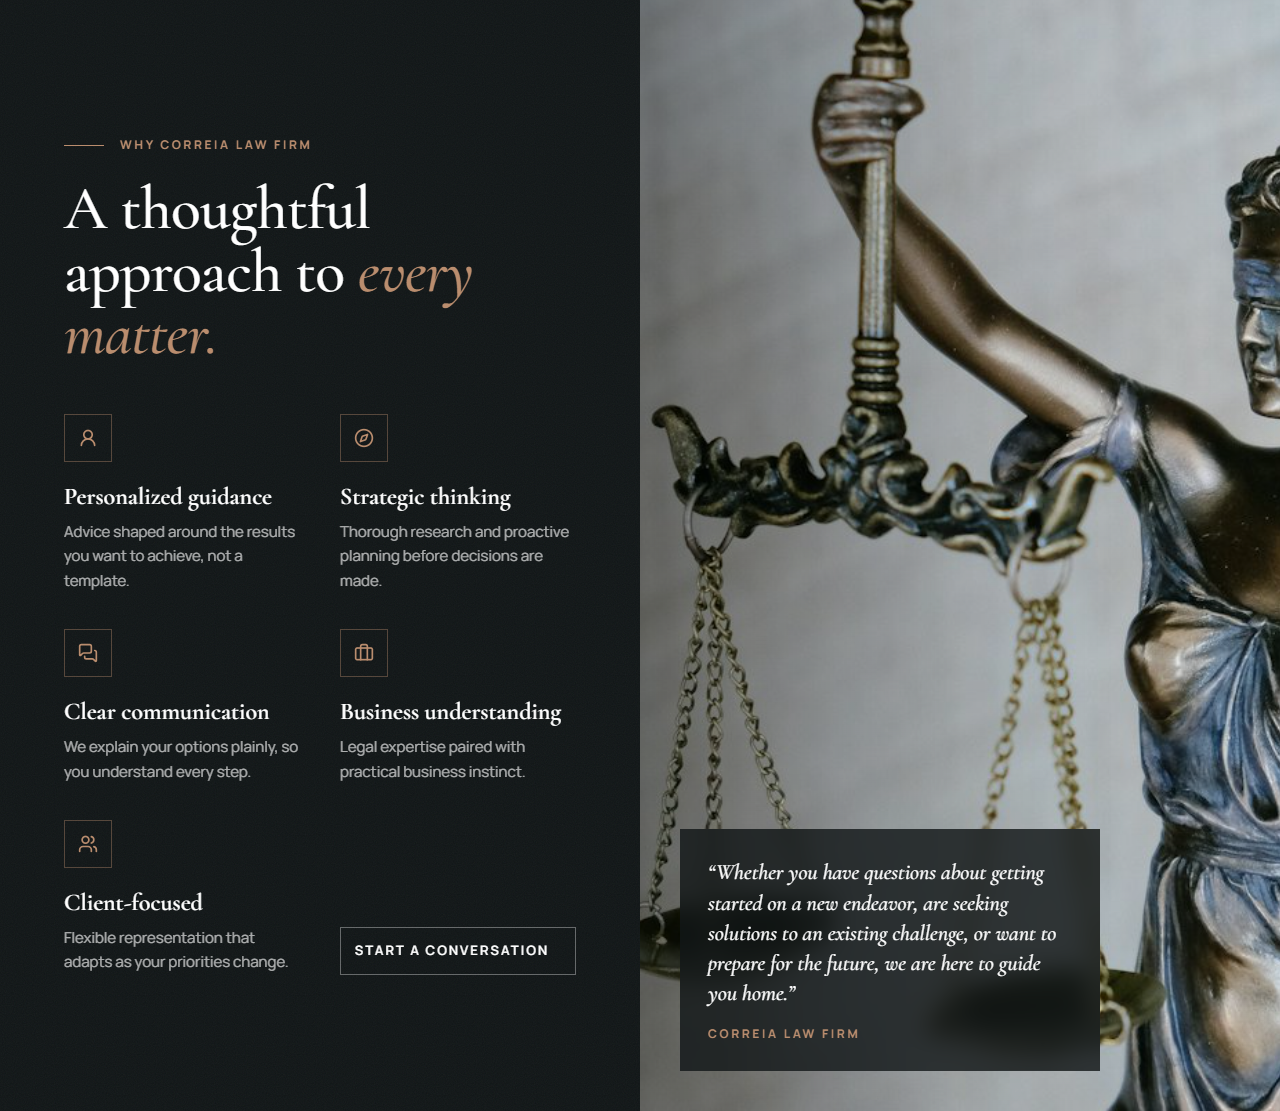 WHY CORREIA LAW FIRM
A thoughtful
approach to every
matter.
Personalized guidance
Advice shaped around the results
you want to achieve, not a
template.
Strategic thinking
Thorough research and proactive
planning before decisions are
made.
Clear communication
We explain your options plainly, so
you understand every step.
Business understanding
Legal expertise paired with
practical business instinct.
Client-focused
Flexible representation that
adapts as your priorities change.
START A CONVERSATION
“Whether you have questions about getting
started on a new endeavor, are seeking
solutions to an existing challenge, or want to
prepare for the future, we are here to guide
you home.”
CORREIA LAW FIRM